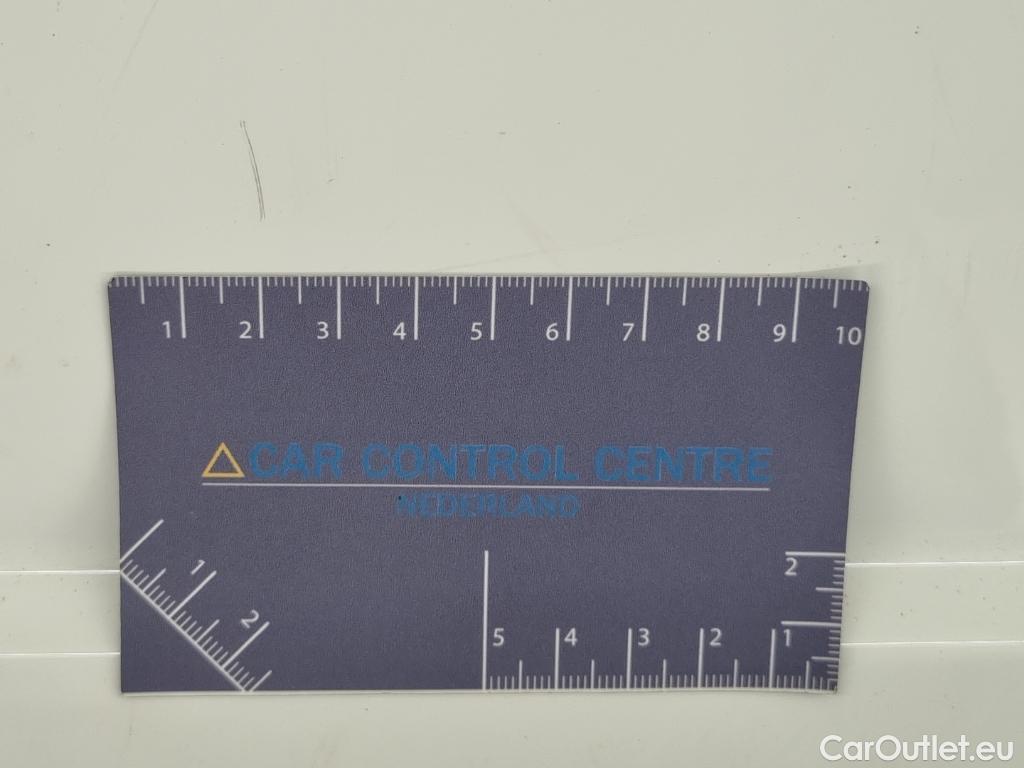 1 2 3 4 5 6 7 8 9 10
CAR CONTROL CENTRE
NEDERLAND
1 2
2
5 4 3 2 1
CarOutlet.eu